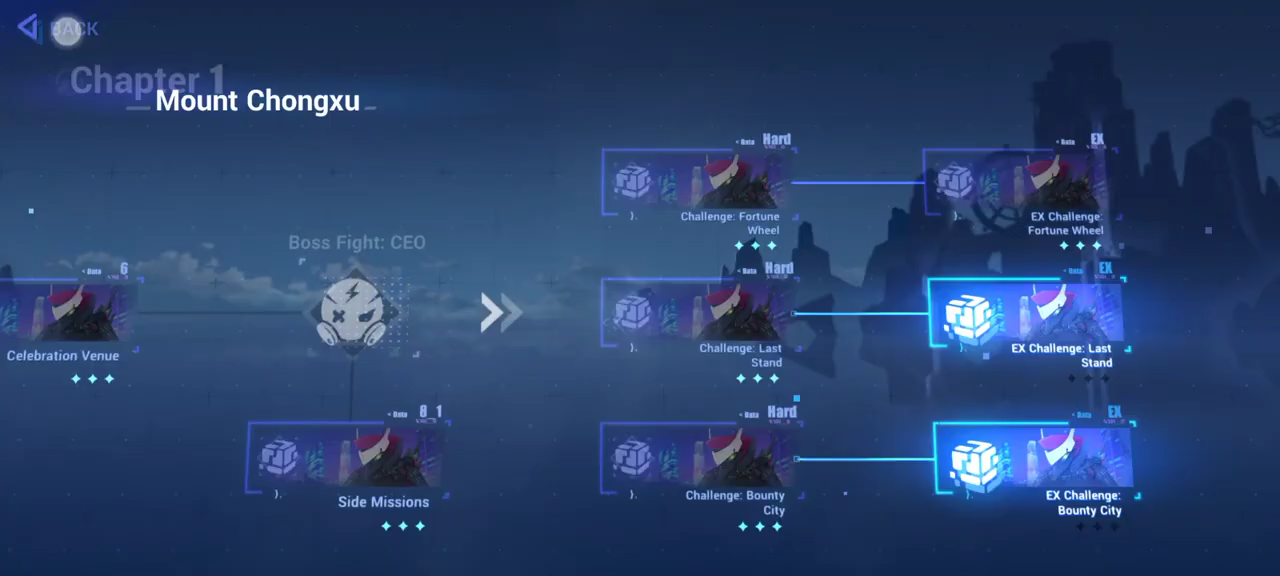 BACK
Chapter 1
Mount Chongxu
< Data Hard
Challenge: Fortune
Wheel
< Data EX
EX Challenge:
Fortune Wheel
Boss Fight: CEO
< Data 6
Celebration Venue
< Data Hard
Challenge: Last
Stand
< Data EX
EX Challenge: Last
Stand
< Data 0_1
Side Missions
< Data Hard
Challenge: Bounty
City
< Data EX
EX Challenge:
Bounty City